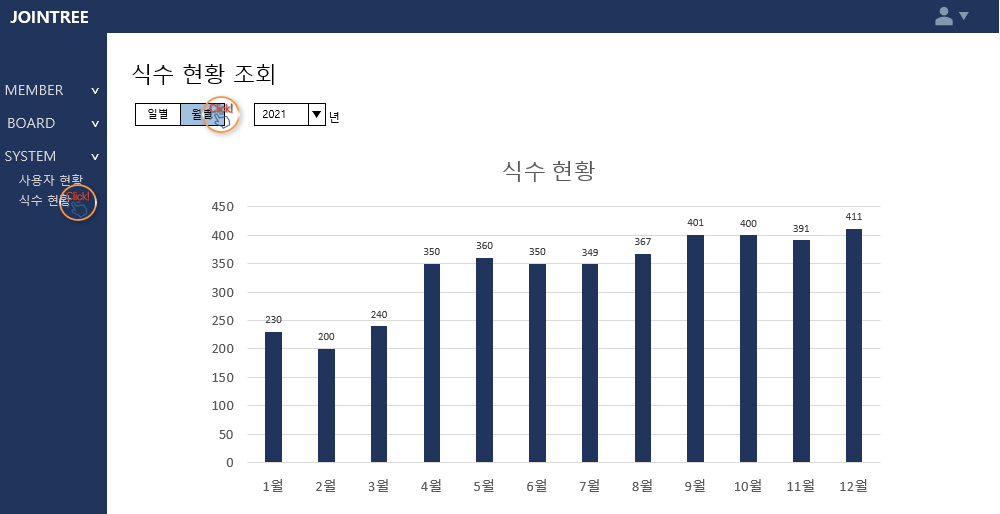 JOINTREE
MEMBER
BOARD
SYSTEM
사용자 현황
식수 현황
Click!
식수 현황 조회
일별 월별 Click! 2021 년
식수 현황
450
400
350
300
250
200
150
100
50
0
230 200 240 350 360 350 349 367 401 400 391 411
1월 2월 3월 4월 5월 6월 7월 8월 9월 10월 11월 12월